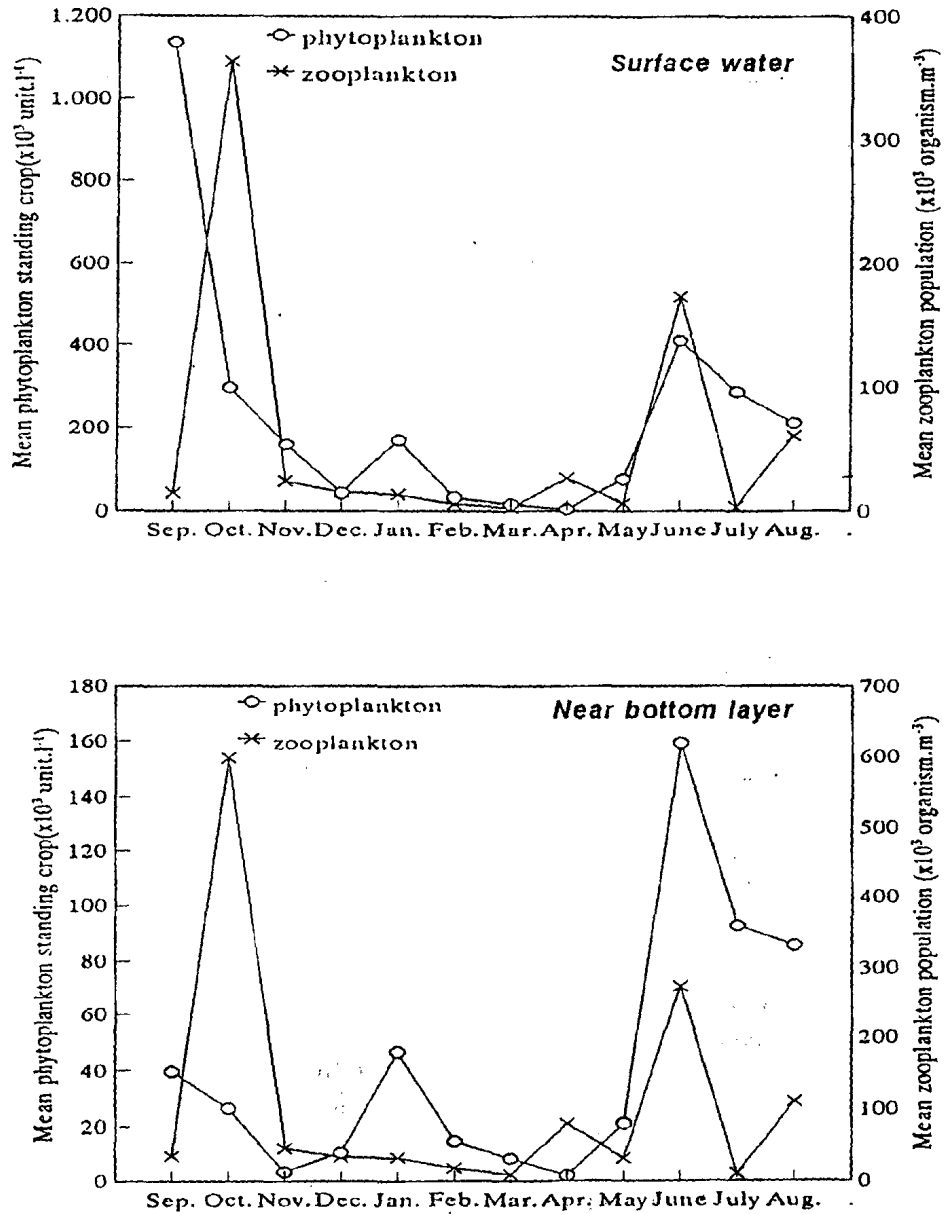 Mean phytoplankton standing crop(x10³ unit.l⁻¹)
1.200
1.000
800
600
400
200
0
phytoplankton
zooplankton
Surface water
400
300
200
100
0
Mean zooplankton population (x10³ organism.m⁻³)
Sep. Oct. Nov. Dec. Jan. Feb. Mar. Apr. May June July Aug.
Mean phytoplankton standing crop(x10³ unit.l⁻¹)
180
160
140
120
100
80
60
40
20
0
phytoplankton
zooplankton
Near bottom layer
700
600
500
400
300
200
100
0
Mean zooplankton population (x10³ organism.m⁻³)
Sep. Oct. Nov. Dec. Jan. Feb. Mar. Apr. May June July Aug.